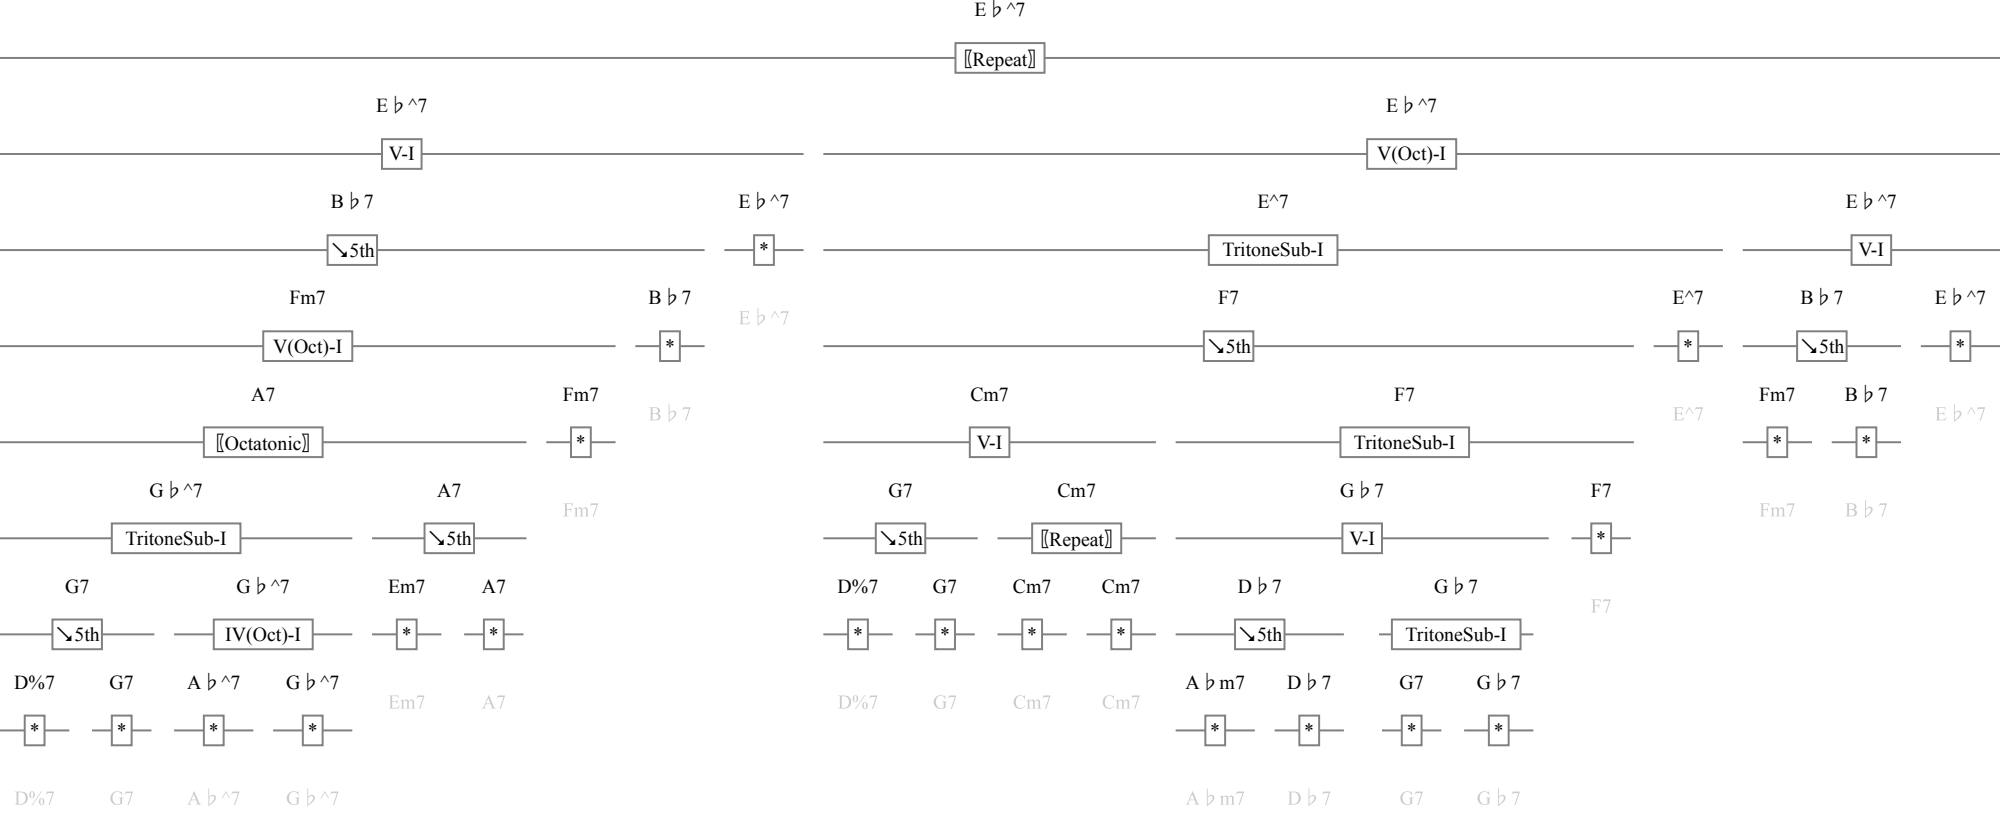 E♭^7
⟦Repeat⟧
E♭^7 E♭^7
V-I V(Oct)-I
B♭7 E♭^7 E^7 E♭^7
↘5th * TritoneSub-I V-I
Fm7 B♭7 E♭^7 F7 E^7 B♭7 E♭^7
V(Oct)-I * ↘5th * ↘5th *
A7 Fm7 B♭7 Cm7 F7 E^7 Fm7 B♭7 E♭^7
⟦Octatonic⟧ * V-I TritoneSub-I * *
G♭^7 A7 Fm7 G7 Cm7 G♭7 F7 Fm7 B♭7
TritoneSub-I ↘5th ↘5th ⟦Repeat⟧ V-I *
G7 G♭^7 Em7 A7 D%7 G7 Cm7 Cm7 D♭7 G♭7 F7
↘5th IV(Oct)-I * * * * * * ↘5th TritoneSub-I
D%7 G7 A♭^7 G♭^7 Em7 A7 D%7 G7 Cm7 Cm7 A♭m7 D♭7 G7 G♭7
* * * * * * * *
D%7 G7 A♭^7 G♭^7 A♭m7 D♭7 G7 G♭7